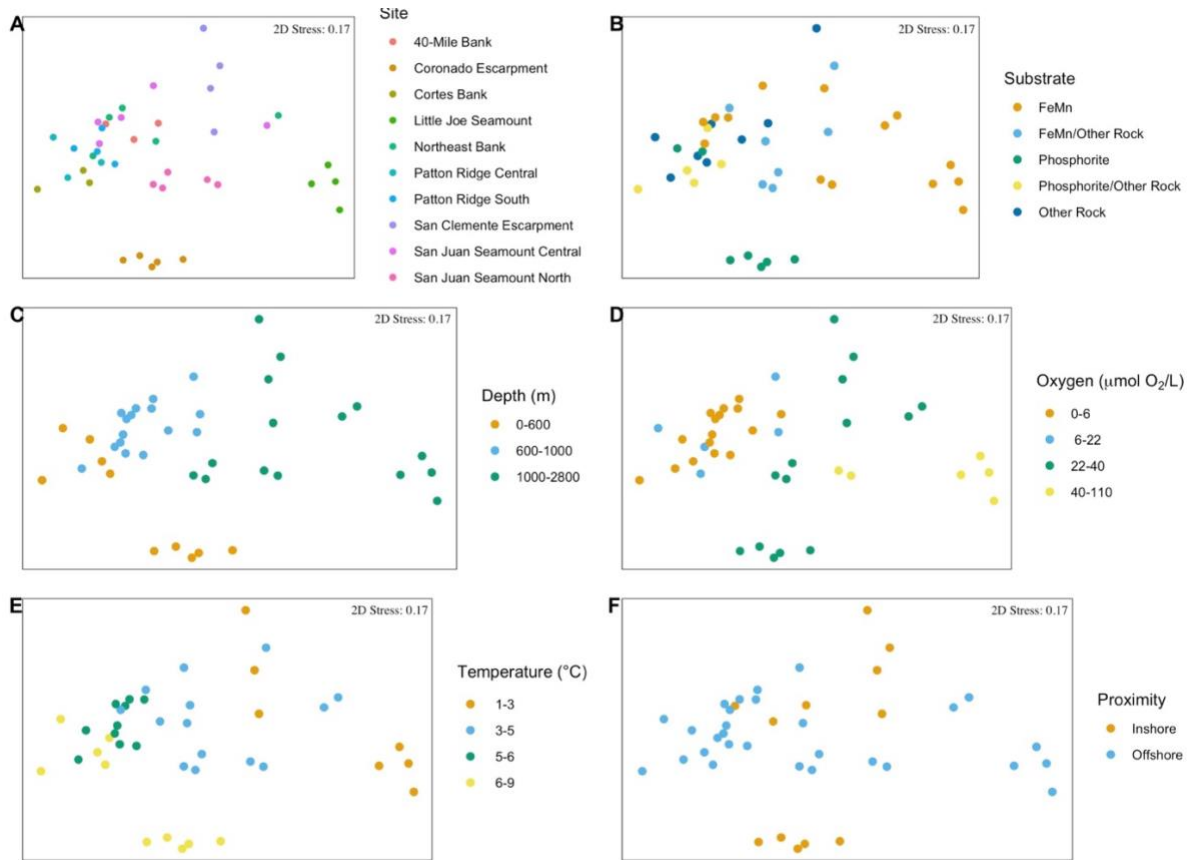 A
2D Stress: 0.17
Site
40-Mile Bank
Coronado Escarpment
Cortes Bank
Little Joe Seamount
Northeast Bank
Patton Ridge Central
Patton Ridge South
San Clemente Escarpment
San Juan Seamount Central
San Juan Seamount North
B
2D Stress: 0.17
Substrate
FeMn
FeMn/Other Rock
Phosphorite
Phosphorite/Other Rock
Other Rock
C
2D Stress: 0.17
Depth (m)
0-600
600-1000
1000-2800
D
2D Stress: 0.17
Oxygen (μmol O₂/L)
0-6
6-22
22-40
40-110
E
2D Stress: 0.17
Temperature (°C)
1-3
3-5
5-6
6-9
F
2D Stress: 0.17
Proximity
Inshore
Offshore